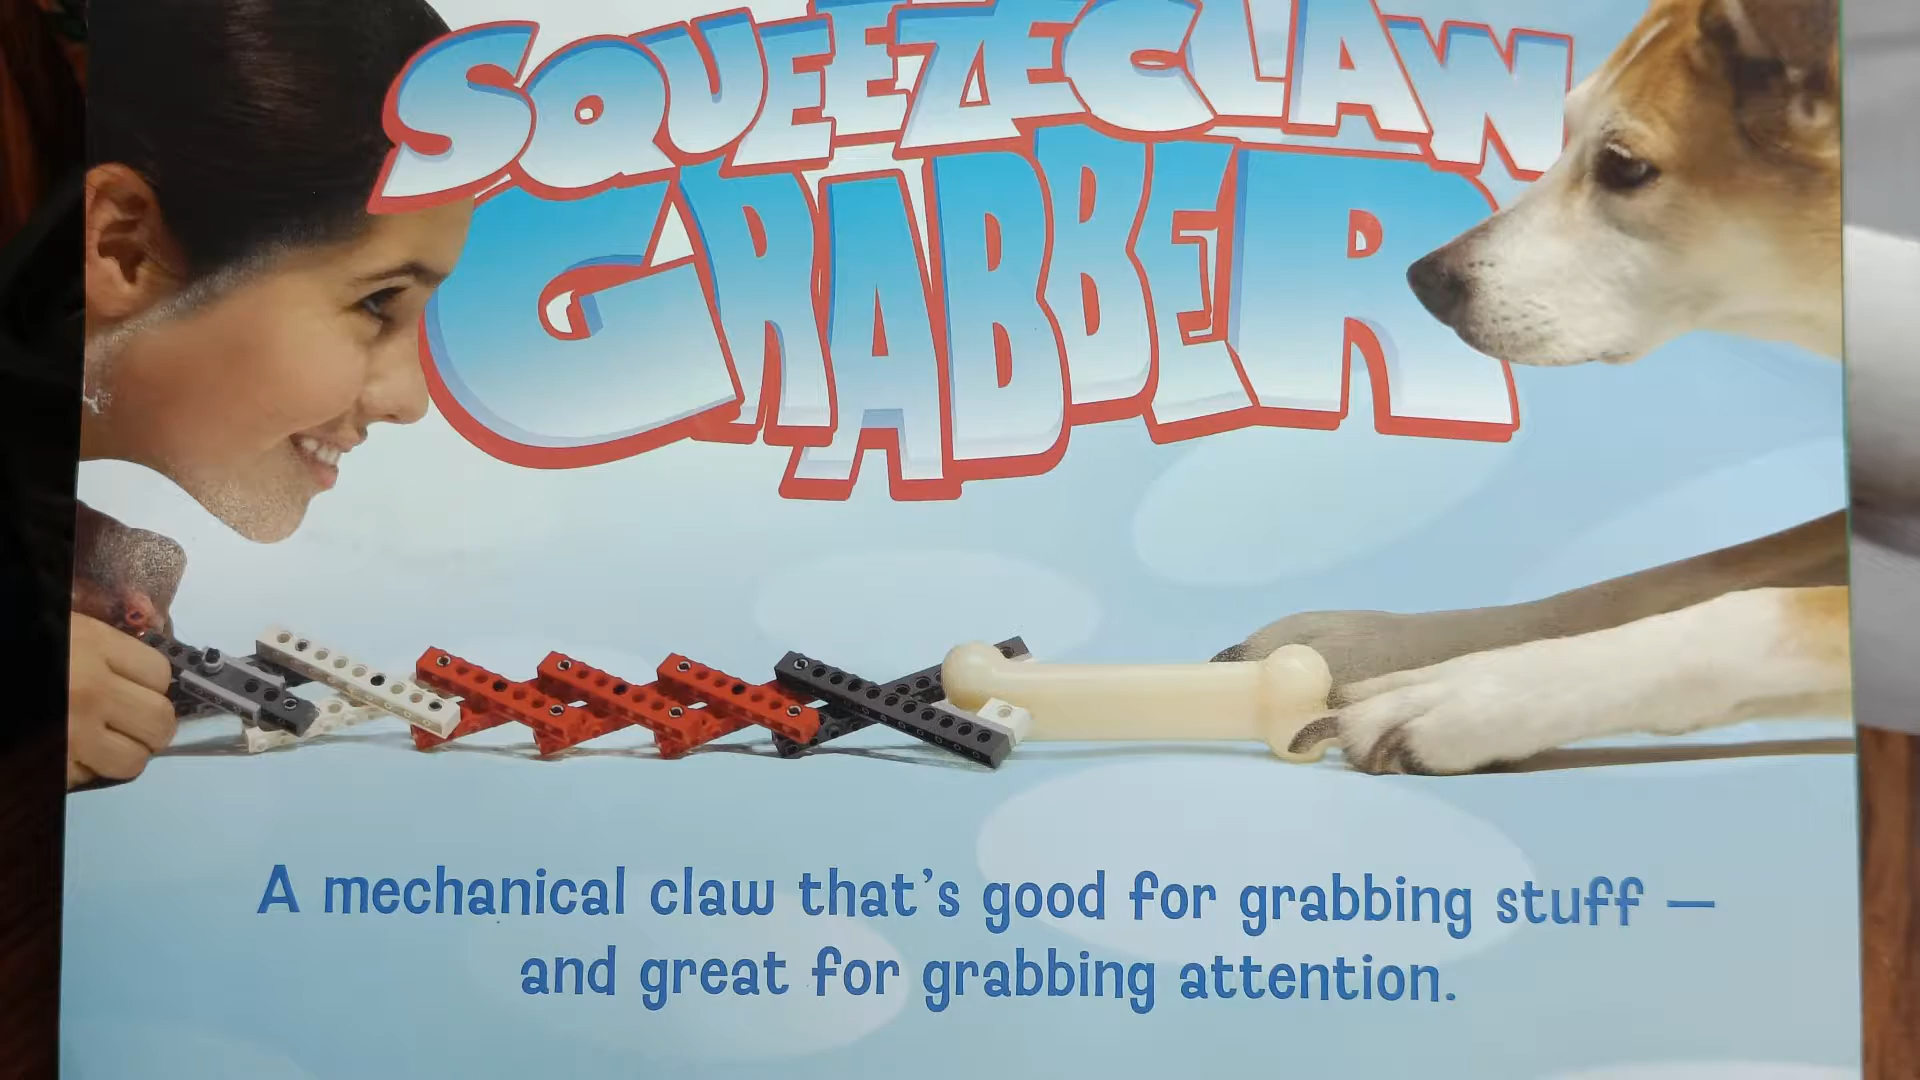 SQUEEZECLAW
GRABBER
A mechanical claw that's good for grabbing stuff —
and great for grabbing attention.